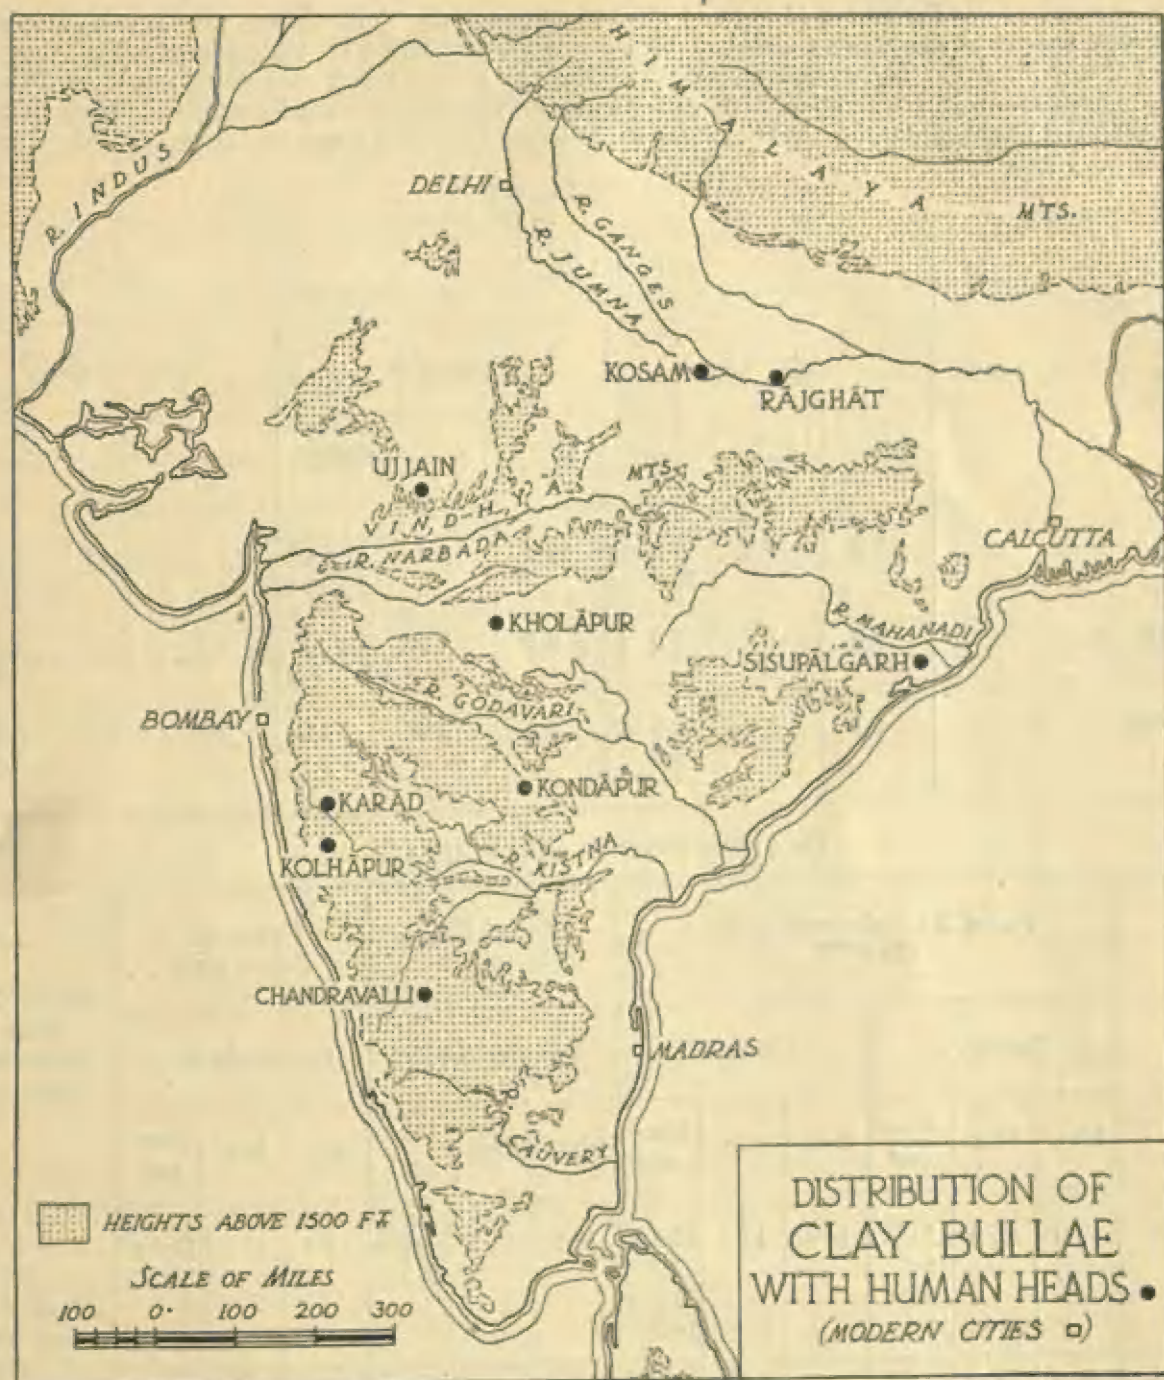 HIMALAYA
MTS.
R. INDUS
DELHI
R. GANGES
R. JUMNA
KOSAM
RĀJGHĀT
UJJAIN
VINDHYA
MTS.
R. NARBADA
CALCUTTA
KHOLĀPUR
R. MAHANADI
SISUPĀLGARH
R. GODAVARI
BOMBAY
KONDĀPUR
KARĀD
KOLHĀPUR
R. KISTNA
CHANDRAVALLI
MADRAS
R. CAUVERY
HEIGHTS ABOVE 1500 FT.
SCALE OF MILES
100 0 100 200 300
DISTRIBUTION OF
CLAY BULLAE
WITH HUMAN HEADS ●
(MODERN CITIES □)